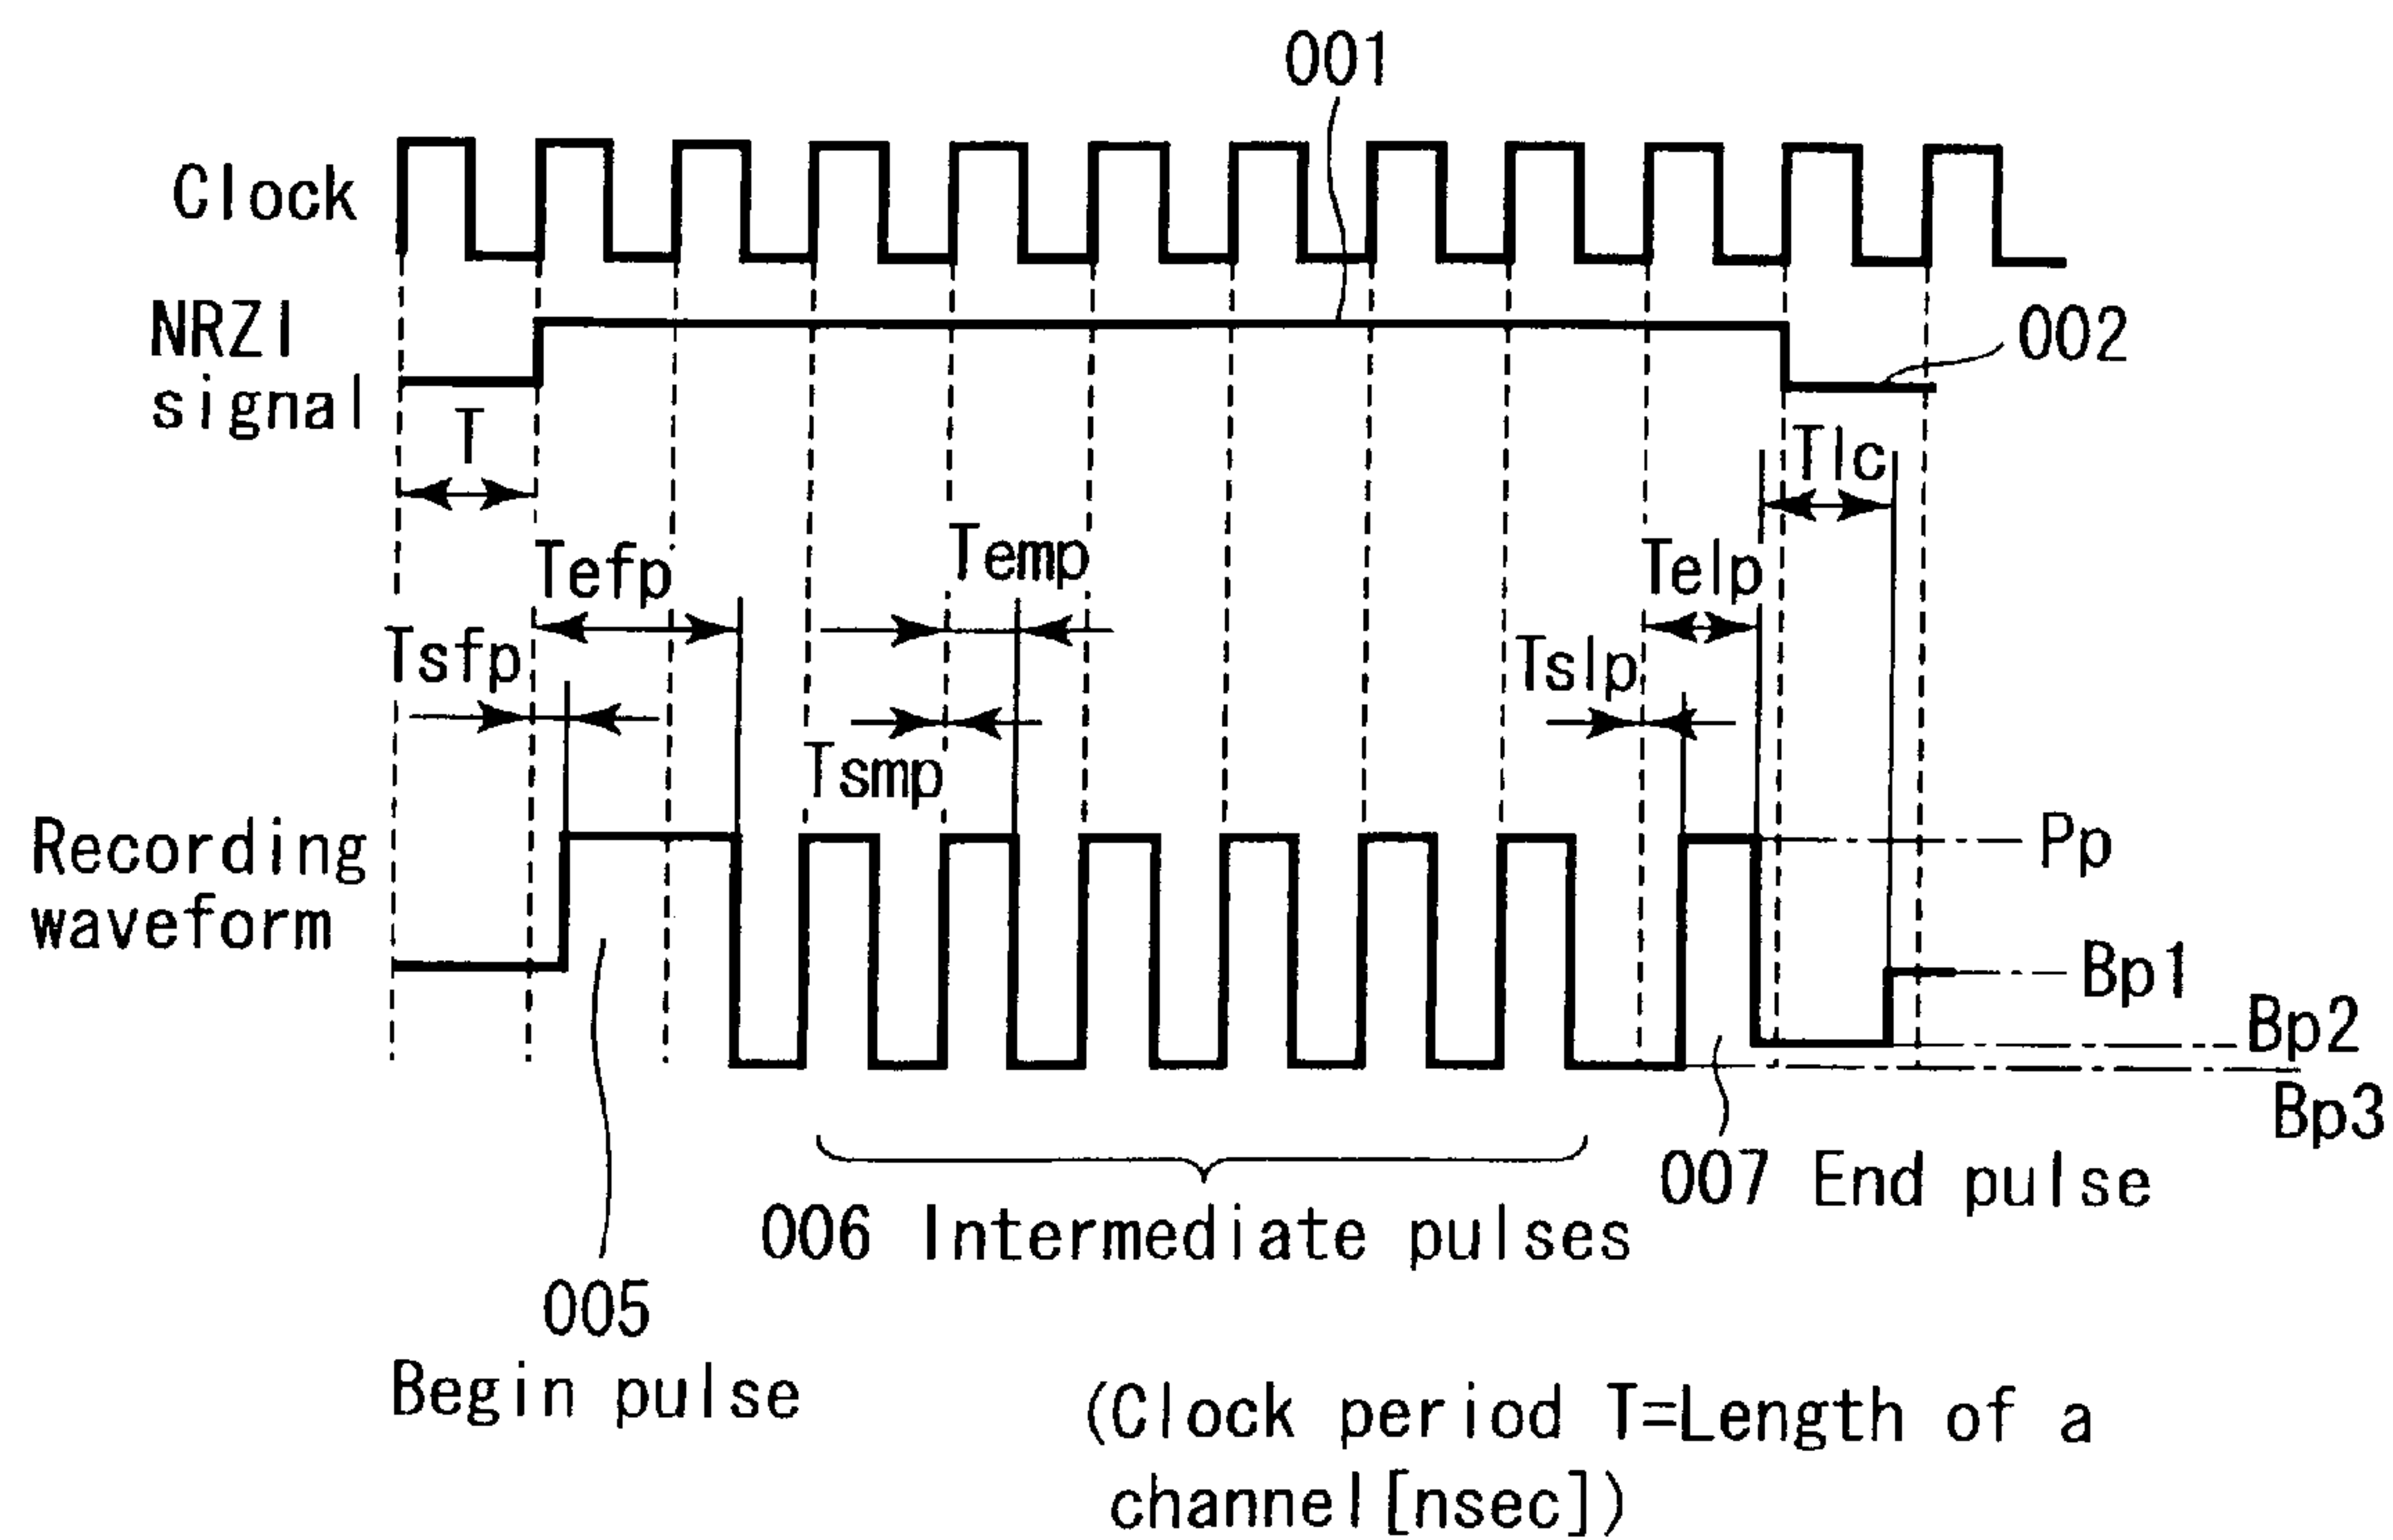 001
Clock
NRZI
signal
002
T
Tlc
Tefp
Temp
Telp
Tsfp
Tslp
Tsmp
Recording
waveform
Pp
Bp1
Bp2
Bp3
007 End pulse
006 Intermediate pulses
005
Begin pulse
(Clock period T=Length of a
channel[nsec])